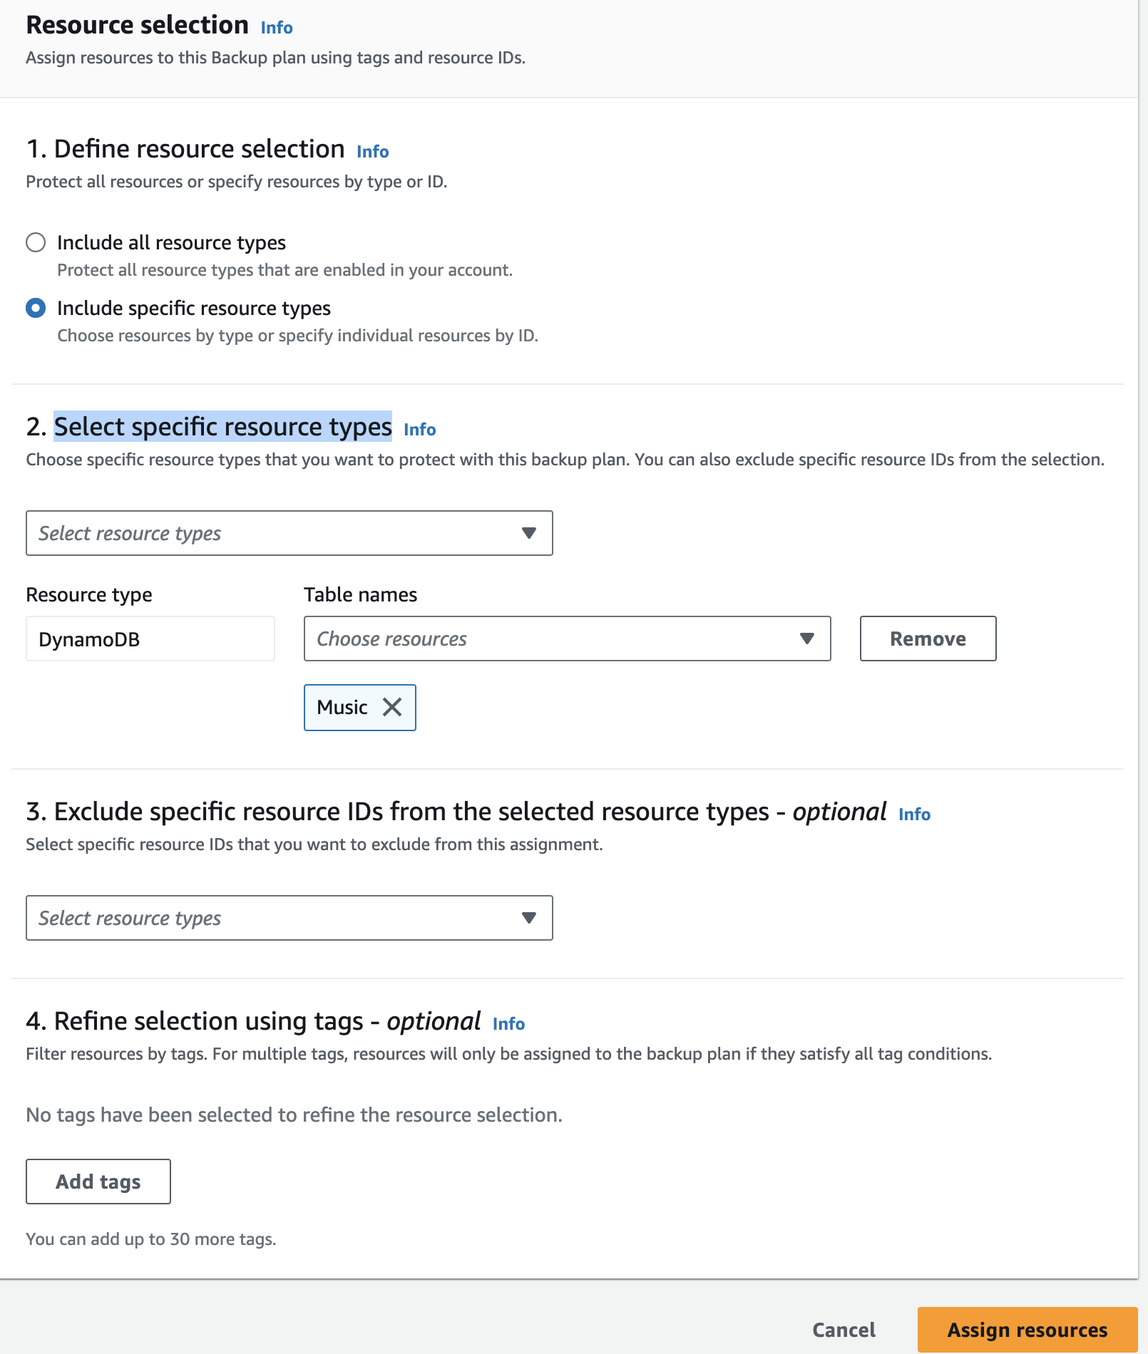 Resource selection Info
Assign resources to this Backup plan using tags and resource IDs.
1. Define resource selection Info
Protect all resources or specify resources by type or ID.
Include all resource types
Protect all resource types that are enabled in your account.
Include specific resource types
Choose resources by type or specify individual resources by ID.
2. Select specific resource types Info
Choose specific resource types that you want to protect with this backup plan. You can also exclude specific resource IDs from the selection.
Select resource types
Resource type Table names
DynamoDB Choose resources Remove
Music
3. Exclude specific resource IDs from the selected resource types - optional Info
Select specific resource IDs that you want to exclude from this assignment.
Select resource types
4. Refine selection using tags - optional Info
Filter resources by tags. For multiple tags, resources will only be assigned to the backup plan if they satisfy all tag conditions.
No tags have been selected to refine the resource selection.
Add tags
You can add up to 30 more tags.
Cancel Assign resources